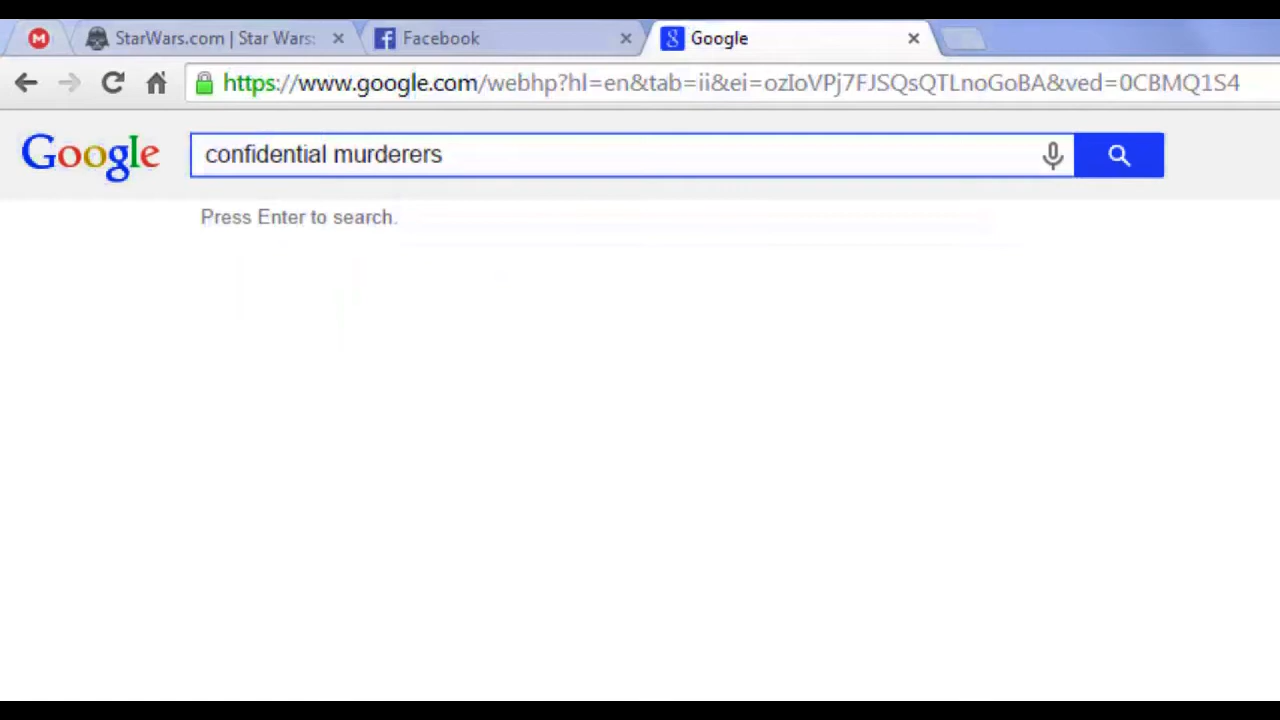 M
StarWars.com | Star Wars:
Facebook
Google
https://www.google.com/webhp?hl=en&tab=ii&ei=ozIoVPj7FJSQsQTLnoGoBA&ved=0CBMQ1S4
Google
confidential murderers
Press Enter to search.